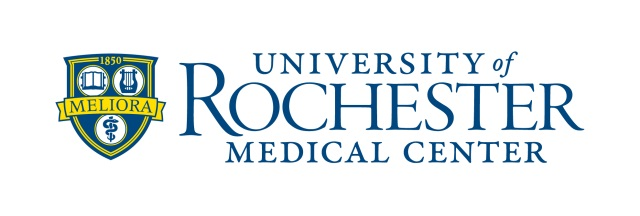 1850
MELIORA
UNIVERSITY of
ROCHESTER
MEDICAL CENTER